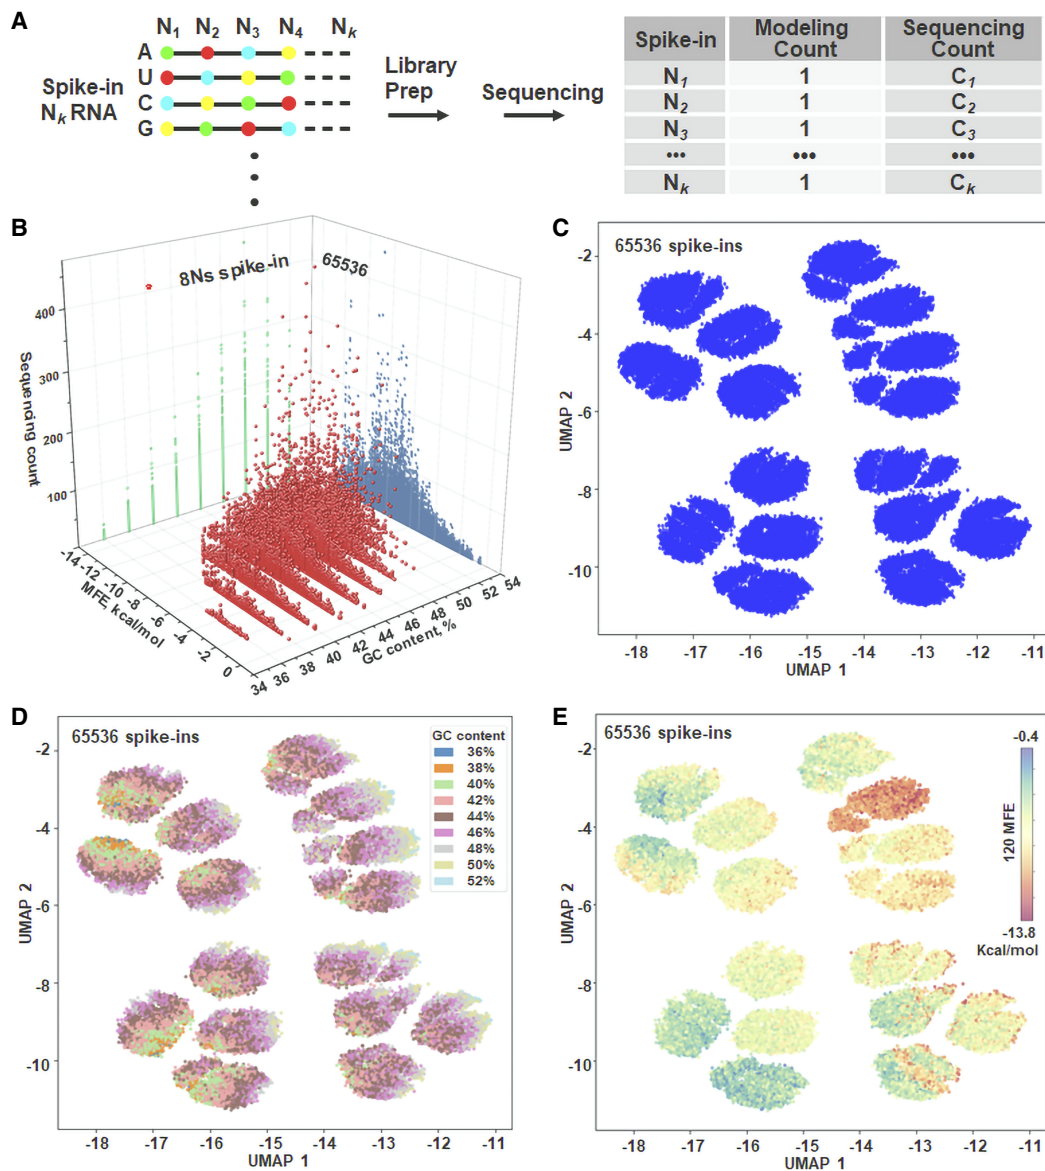 A
N1 N2 N3 N4 Nk
A
U
C
G
Spike-in
Nk RNA
Library
Prep
Sequencing
Spike-in Modeling Count Sequencing Count
N1 1 C1
N2 1 C2
N3 1 C3
... ... ...
Nk 1 Ck
B
8Ns spike-in 65536
Sequencing count
400
300
200
100
-14 -12 -10 -8 -6 -4 -2 0
MFE, kcal/mol
34 36 38 40 42 44 46 48 50 52 54
GC content, %
C
65536 spike-ins
UMAP 2
-2
-4
-6
-8
-10
-18 -17 -16 -15 -14 -13 -12 -11
UMAP 1
D
65536 spike-ins
GC content
36%
38%
40%
42%
44%
46%
48%
50%
52%
UMAP 2
-2
-4
-6
-8
-10
-18 -17 -16 -15 -14 -13 -12 -11
UMAP 1
E
65536 spike-ins
-0.4
120 MFE
-13.8
Kcal/mol
UMAP 2
-2
-4
-6
-8
-10
-18 -17 -16 -15 -14 -13 -12 -11
UMAP 1